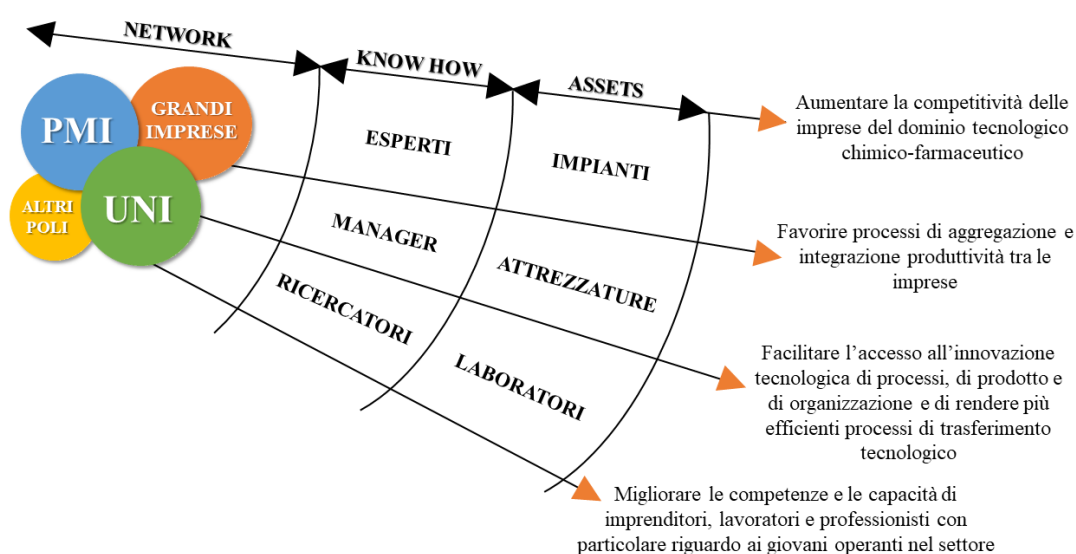 NETWORK
KNOW HOW
ASSETS
PMI
GRANDI
IMPRESE
ALTRI
POLI
UNI
ESPERTI
MANAGER
RICERCATORI
IMPIANTI
ATTREZZATURE
LABORATORI
Aumentare la competitività delle
imprese del dominio tecnologico
chimico-farmaceutico
Favorire processi di aggregazione e
integrazione produttività tra le
imprese
Facilitare l’accesso all’innovazione
tecnologica di processi, di prodotto e
di organizzazione e di rendere più
efficienti processi di trasferimento
tecnologico
Migliorare le competenze e le capacità di
imprenditori, lavoratori e professionisti con
particolare riguardo ai giovani operanti nel settore